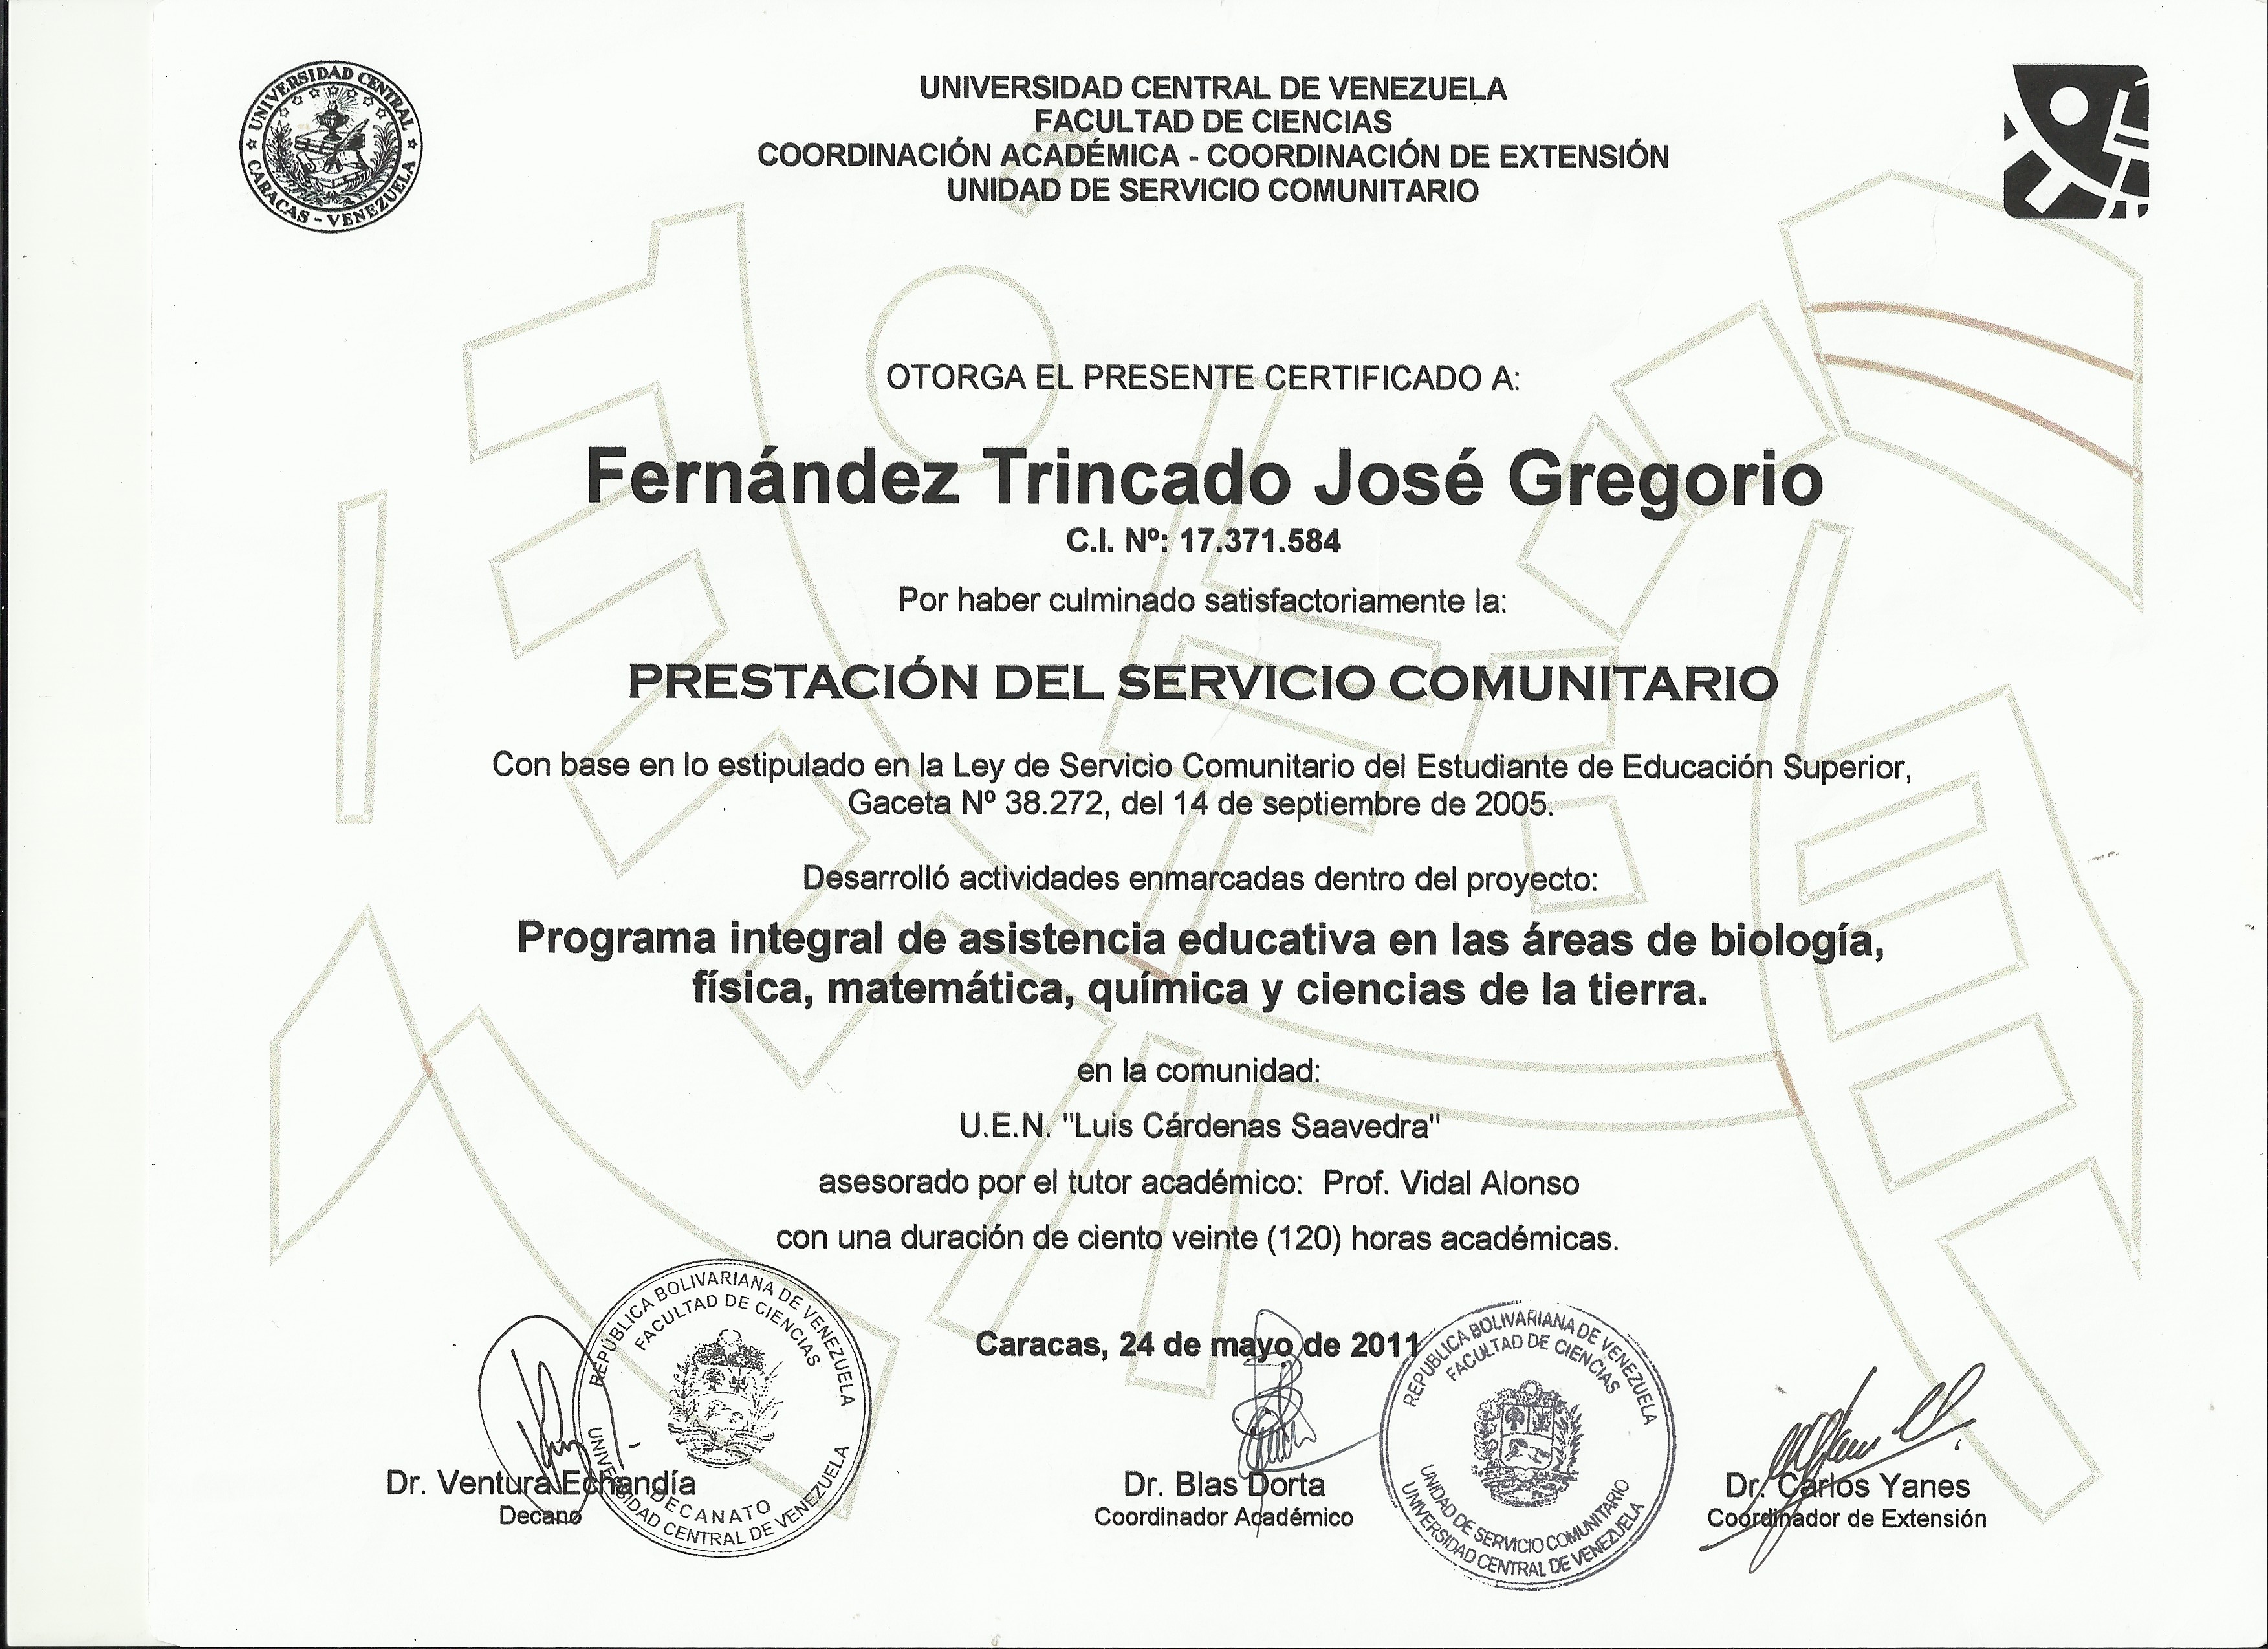 UNIVERSIDAD CENTRAL
CARACAS - VENEZUELA
UNIVERSIDAD CENTRAL DE VENEZUELA
FACULTAD DE CIENCIAS
COORDINACIÓN ACADÉMICA - COORDINACIÓN DE EXTENSIÓN
UNIDAD DE SERVICIO COMUNITARIO
OTORGA EL PRESENTE CERTIFICADO A:
Fernández Trincado José Gregorio
C.I. Nº: 17.371.584
Por haber culminado satisfactoriamente la:
PRESTACIÓN DEL SERVICIO COMUNITARIO
Con base en lo estipulado en la Ley de Servicio Comunitario del Estudiante de Educación Superior,
Gaceta Nº 38.272, del 14 de septiembre de 2005.
Desarrolló actividades enmarcadas dentro del proyecto:
Programa integral de asistencia educativa en las áreas de biología,
física, matemática, química y ciencias de la tierra.
en la comunidad:
U.E.N. "Luis Cárdenas Saavedra"
asesorado por el tutor académico: Prof. Vidal Alonso
con una duración de ciento veinte (120) horas académicas.
Caracas, 24 de mayo de 2011
REPÚBLICA BOLIVARIANA DE VENEZUELA
FACULTAD DE CIENCIAS
DECANATO
UNIVERSIDAD CENTRAL DE VENEZUELA
REPUBLICA BOLIVARIANA DE VENEZUELA
FACULTAD DE CIENCIAS
UNIDAD DE SERVICIO COMUNITARIO
UNIVERSIDAD CENTRAL DE VENEZUELA
Dr. Ventura Echandía
Decano
Dr. Blas Dorta
Coordinador Académico
Dr. Carlos Yanes
Coordinador de Extensión